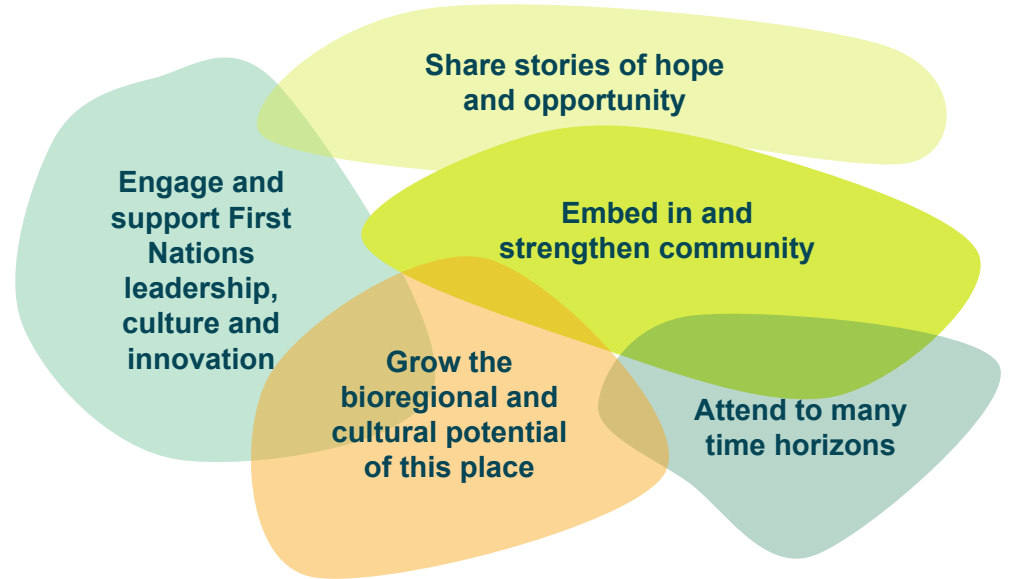 Share stories of hope
and opportunity
Engage and
support First
Nations
leadership,
culture and
innovation
Embed in and
strengthen community
Grow the
bioregional and
cultural potential
of this place
Attend to many
time horizons